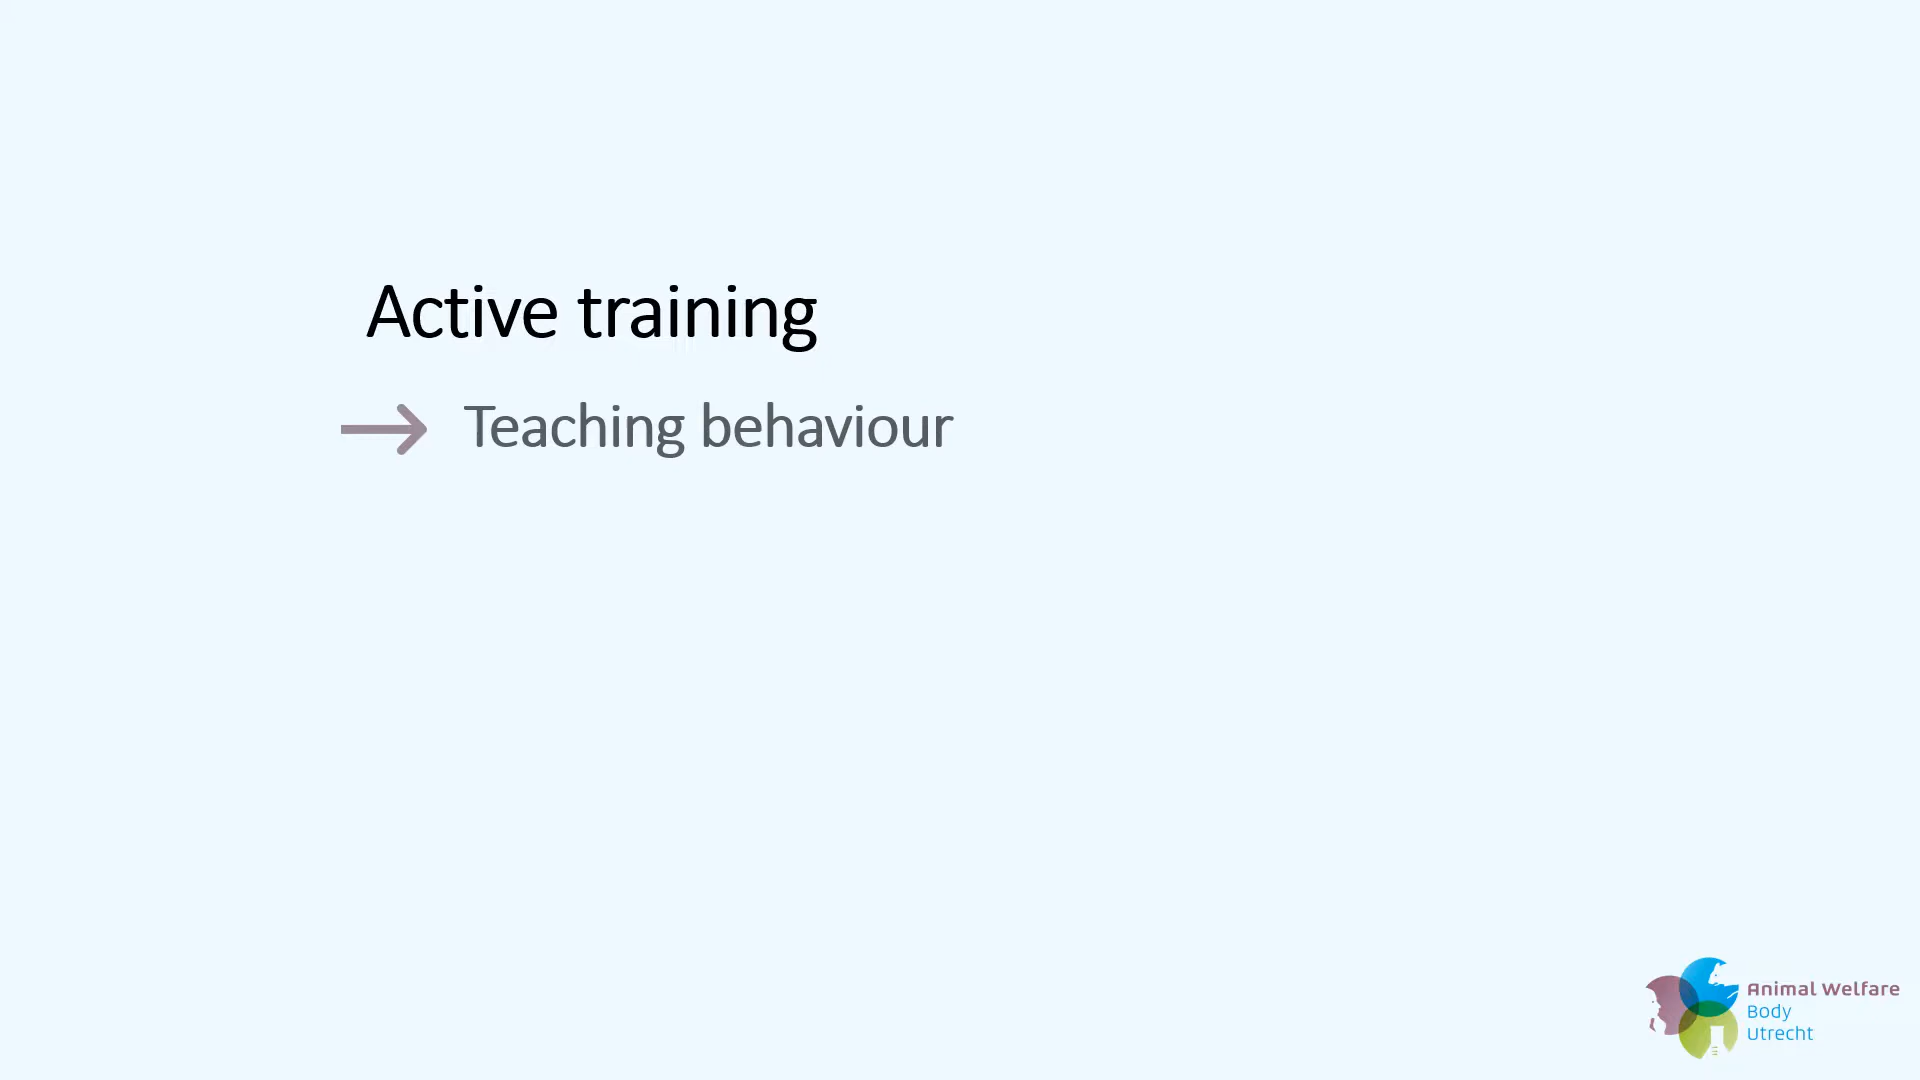 Active training
Teaching behaviour
Animal Welfare
Body
Utrecht